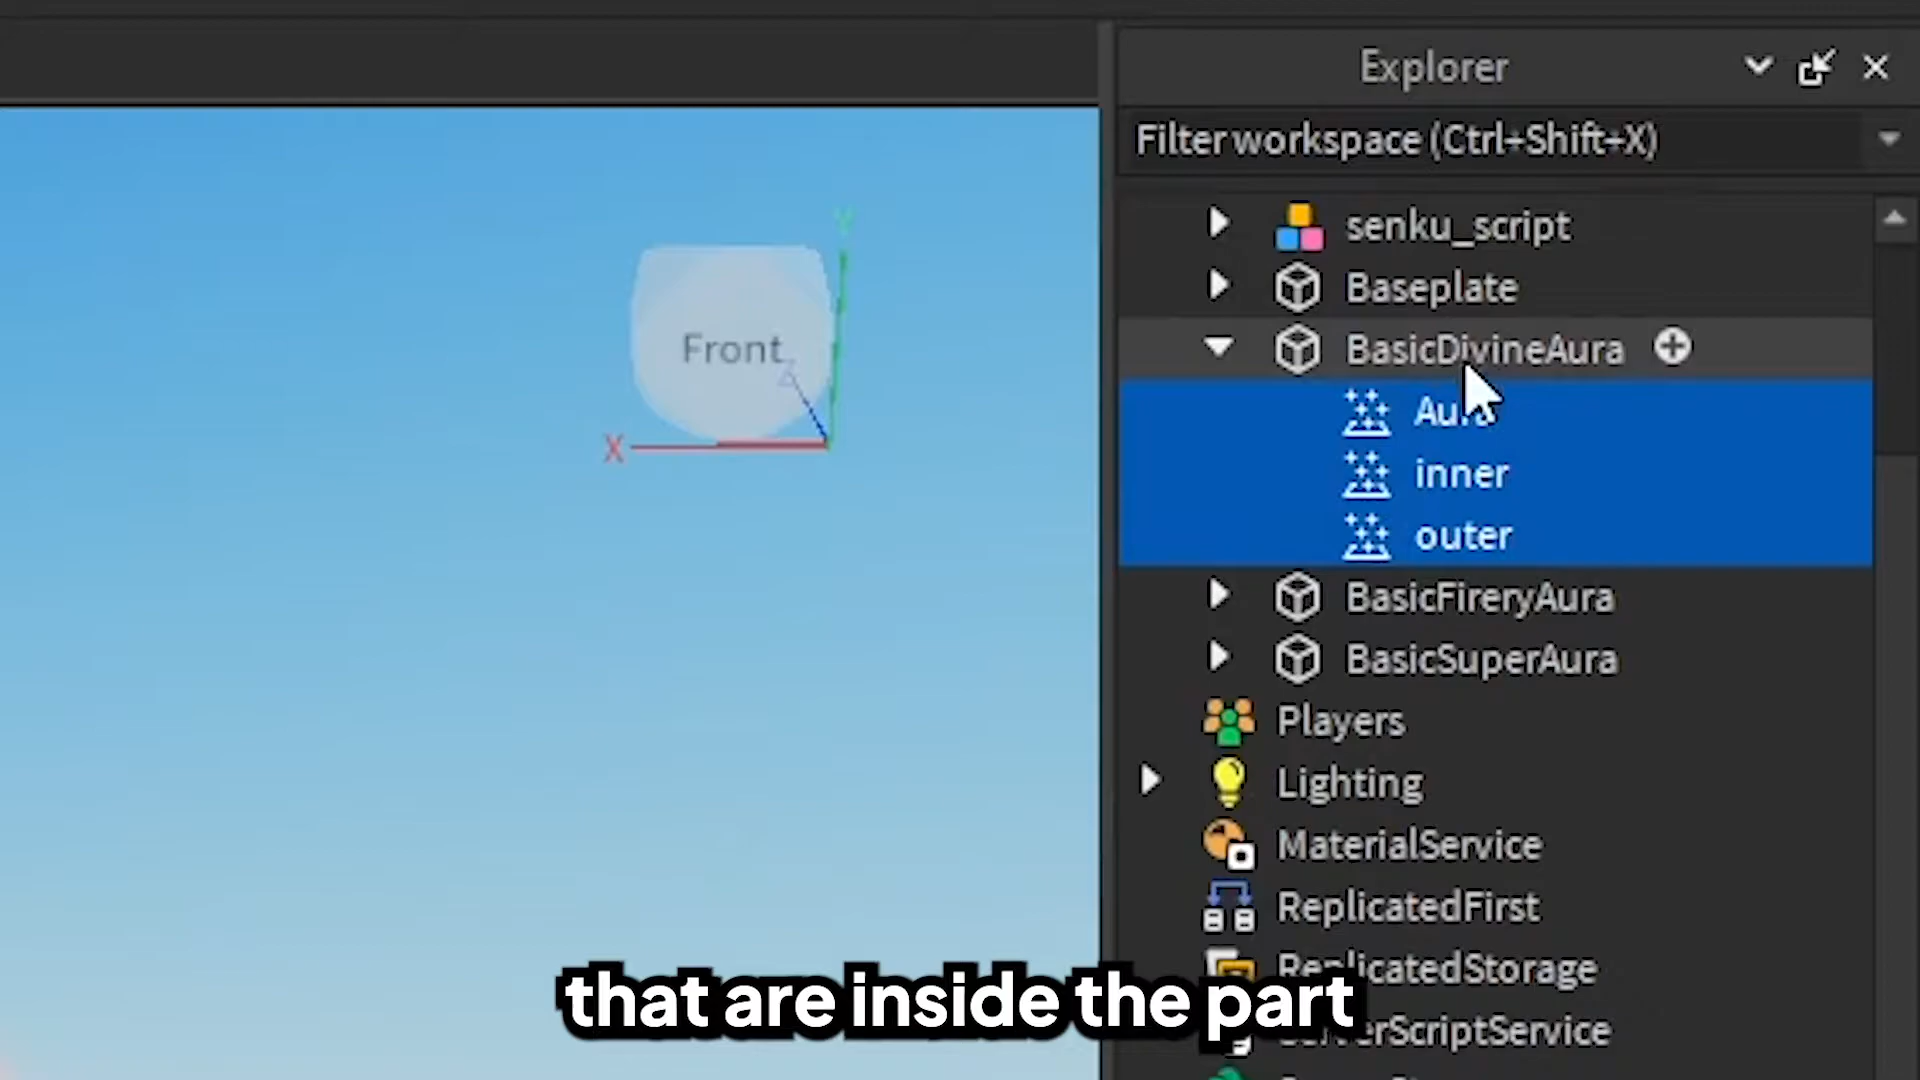 Explorer
Filter workspace (Ctrl+Shift+X)
senku_script
Baseplate
BasicDivineAura
inner
outer
BasicFireryAura
BasicSuperAura
Players
Lighting
MaterialService
ReplicatedFirst
ReplicatedStorage
Front
Y
X
Z
that are inside the part